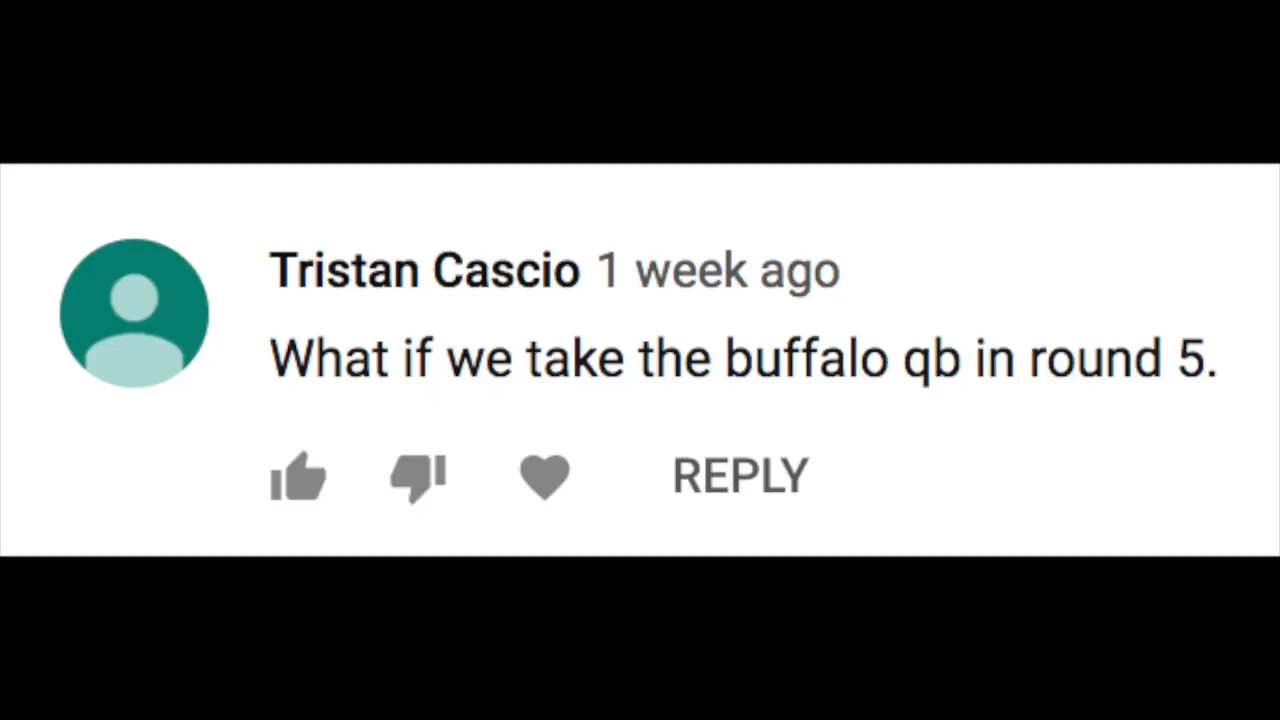 Tristan Cascio 1 week ago
What if we take the buffalo qb in round 5.
REPLY